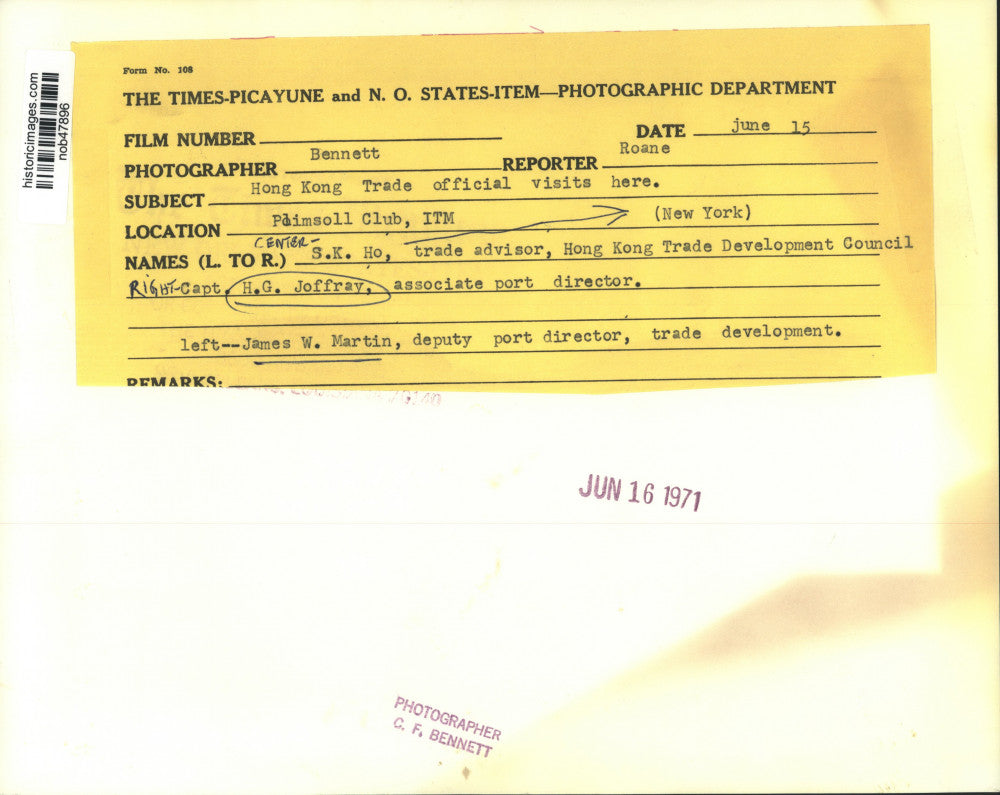 historicimages.com
nob47896
Form No. 108
THE TIMES-PICAYUNE and N. O. STATES-ITEM—PHOTOGRAPHIC DEPARTMENT
FILM NUMBER DATE june 15
PHOTOGRAPHER Bennett REPORTER Roane
SUBJECT Hong Kong Trade official visits here.
LOCATION Plimsoll Club, ITM (New York)
CENTER-
NAMES (L. TO R.) S.K. Ho, trade advisor, Hong Kong Trade Development Council
RIGHT-Capt. H.G. Joffray, associate port director.
left--James W. Martin, deputy port director, trade development.
REMARKS:
JUN 16 1971
PHOTOGRAPHER
C. F. BENNETT